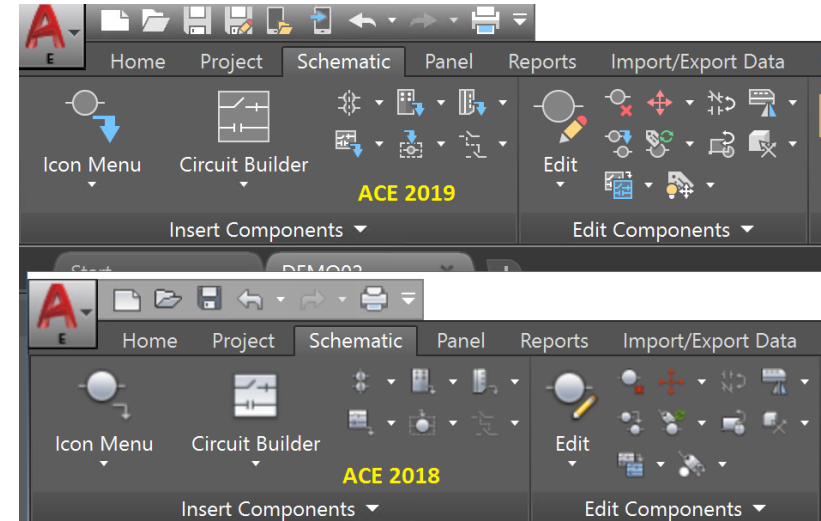 E
Home Project Schematic Panel Reports Import/Export Data
Icon Menu Circuit Builder Edit
ACE 2019
Insert Components Edit Components
Start DEMO02
E
Home Project Schematic Panel Reports Import/Export Data
Icon Menu Circuit Builder Edit
ACE 2018
Insert Components Edit Components